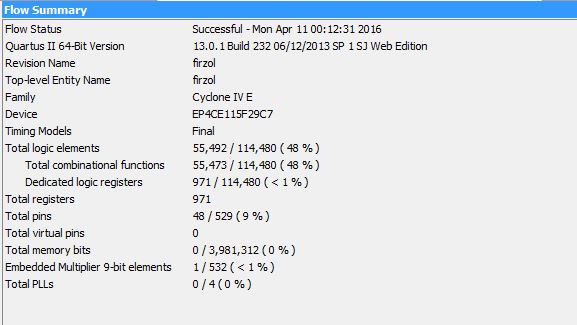 Flow Summary
Flow Status Successful - Mon Apr 11 00:12:31 2016
Quartus II 64-Bit Version 13.0.1 Build 232 06/12/2013 SP 1 SJ Web Edition
Revision Name firzol
Top-level Entity Name firzol
Family Cyclone IV E
Device EP4CE115F29C7
Timing Models Final
Total logic elements 55,492 / 114,480 ( 48 % )
Total combinational functions 55,473 / 114,480 ( 48 % )
Dedicated logic registers 971 / 114,480 ( < 1 % )
Total registers 971
Total pins 48 / 529 ( 9 % )
Total virtual pins 0
Total memory bits 0 / 3,981,312 ( 0 % )
Embedded Multiplier 9-bit elements 1 / 532 ( < 1 % )
Total PLLs 0 / 4 ( 0 % )